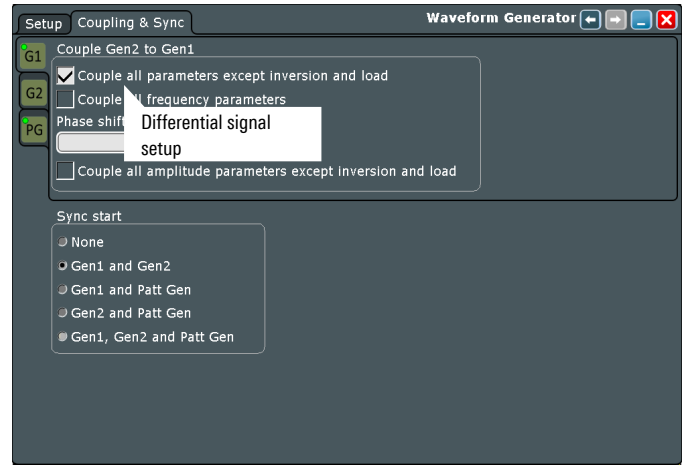 Setup Coupling & Sync Waveform Generator
G1
G2
PG
Couple Gen2 to Gen1
Couple all parameters except inversion and load
Couple all frequency parameters
Phase shift
Differential signal
setup
Couple all amplitude parameters except inversion and load
Sync start
None
Gen1 and Gen2
Gen1 and Patt Gen
Gen2 and Patt Gen
Gen1, Gen2 and Patt Gen